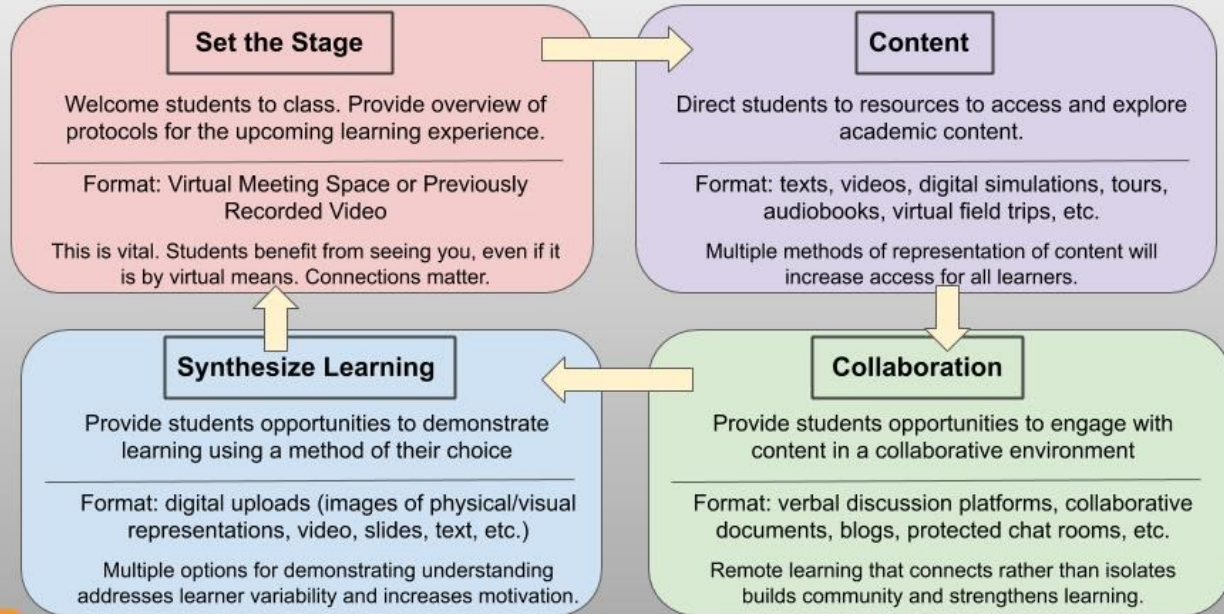 Set the Stage
Welcome students to class. Provide overview of
protocols for the upcoming learning experience.
Format: Virtual Meeting Space or Previously
Recorded Video
This is vital. Students benefit from seeing you, even if it
is by virtual means. Connections matter.
Content
Direct students to resources to access and explore
academic content.
Format: texts, videos, digital simulations, tours,
audiobooks, virtual field trips, etc.
Multiple methods of representation of content will
increase access for all learners.
Collaboration
Provide students opportunities to engage with
content in a collaborative environment
Format: verbal discussion platforms, collaborative
documents, blogs, protected chat rooms, etc.
Remote learning that connects rather than isolates
builds community and strengthens learning.
Synthesize Learning
Provide students opportunities to demonstrate
learning using a method of their choice
Format: digital uploads (images of physical/visual
representations, video, slides, text, etc.)
Multiple options for demonstrating understanding
addresses learner variability and increases motivation.